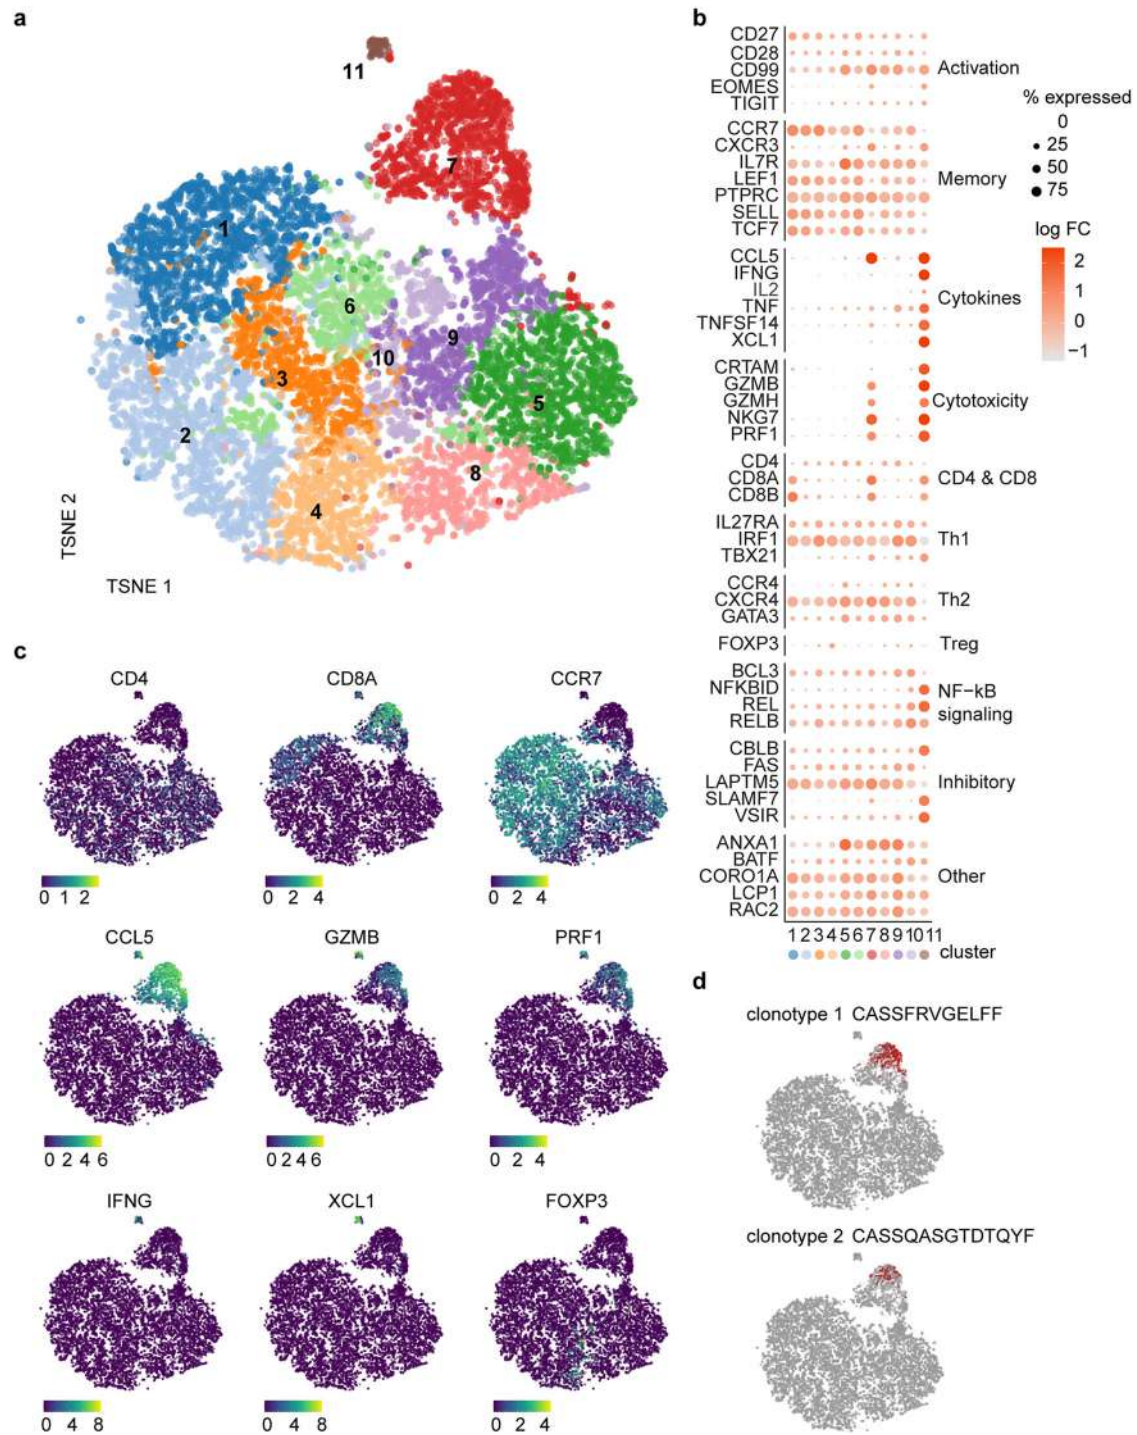 a
11
7
1
6
9
10
3
5
2
8
4
TSNE 2
TSNE 1
b
CD27
CD28
CD99
EOMES
TIGIT
Activation
CCR7
CXCR3
IL7R
LEF1
PTPRC
SELL
TCF7
Memory
CCL5
IFNG
IL2
TNF
TNFSF14
XCL1
Cytokines
CRTAM
GZMB
GZMH
NKG7
PRF1
Cytotoxicity
CD4
CD8A
CD8B
CD4 & CD8
IL27RA
IRF1
TBX21
Th1
CCR4
CXCR4
GATA3
Th2
FOXP3
Treg
BCL3
NFKBID
REL
RELB
NF-kB
signaling
CBLB
FAS
LAPTM5
SLAMF7
VSIR
Inhibitory
ANXA1
BATF
CORO1A
LCP1
RAC2
Other
1 2 3 4 5 6 7 8 9 10 11
cluster
% expressed
0
25
50
75
log FC
2
1
0
−1
c
CD4
0 1 2
CD8A
0 2 4
CCR7
0 2 4
CCL5
0 2 4 6
GZMB
0 2 4 6
PRF1
0 2 4
IFNG
0 4 8
XCL1
0 4 8
FOXP3
0 4 8
d
clonotype 1 CASSFRVGELFF
clonotype 2 CASSQASGTDTQYF